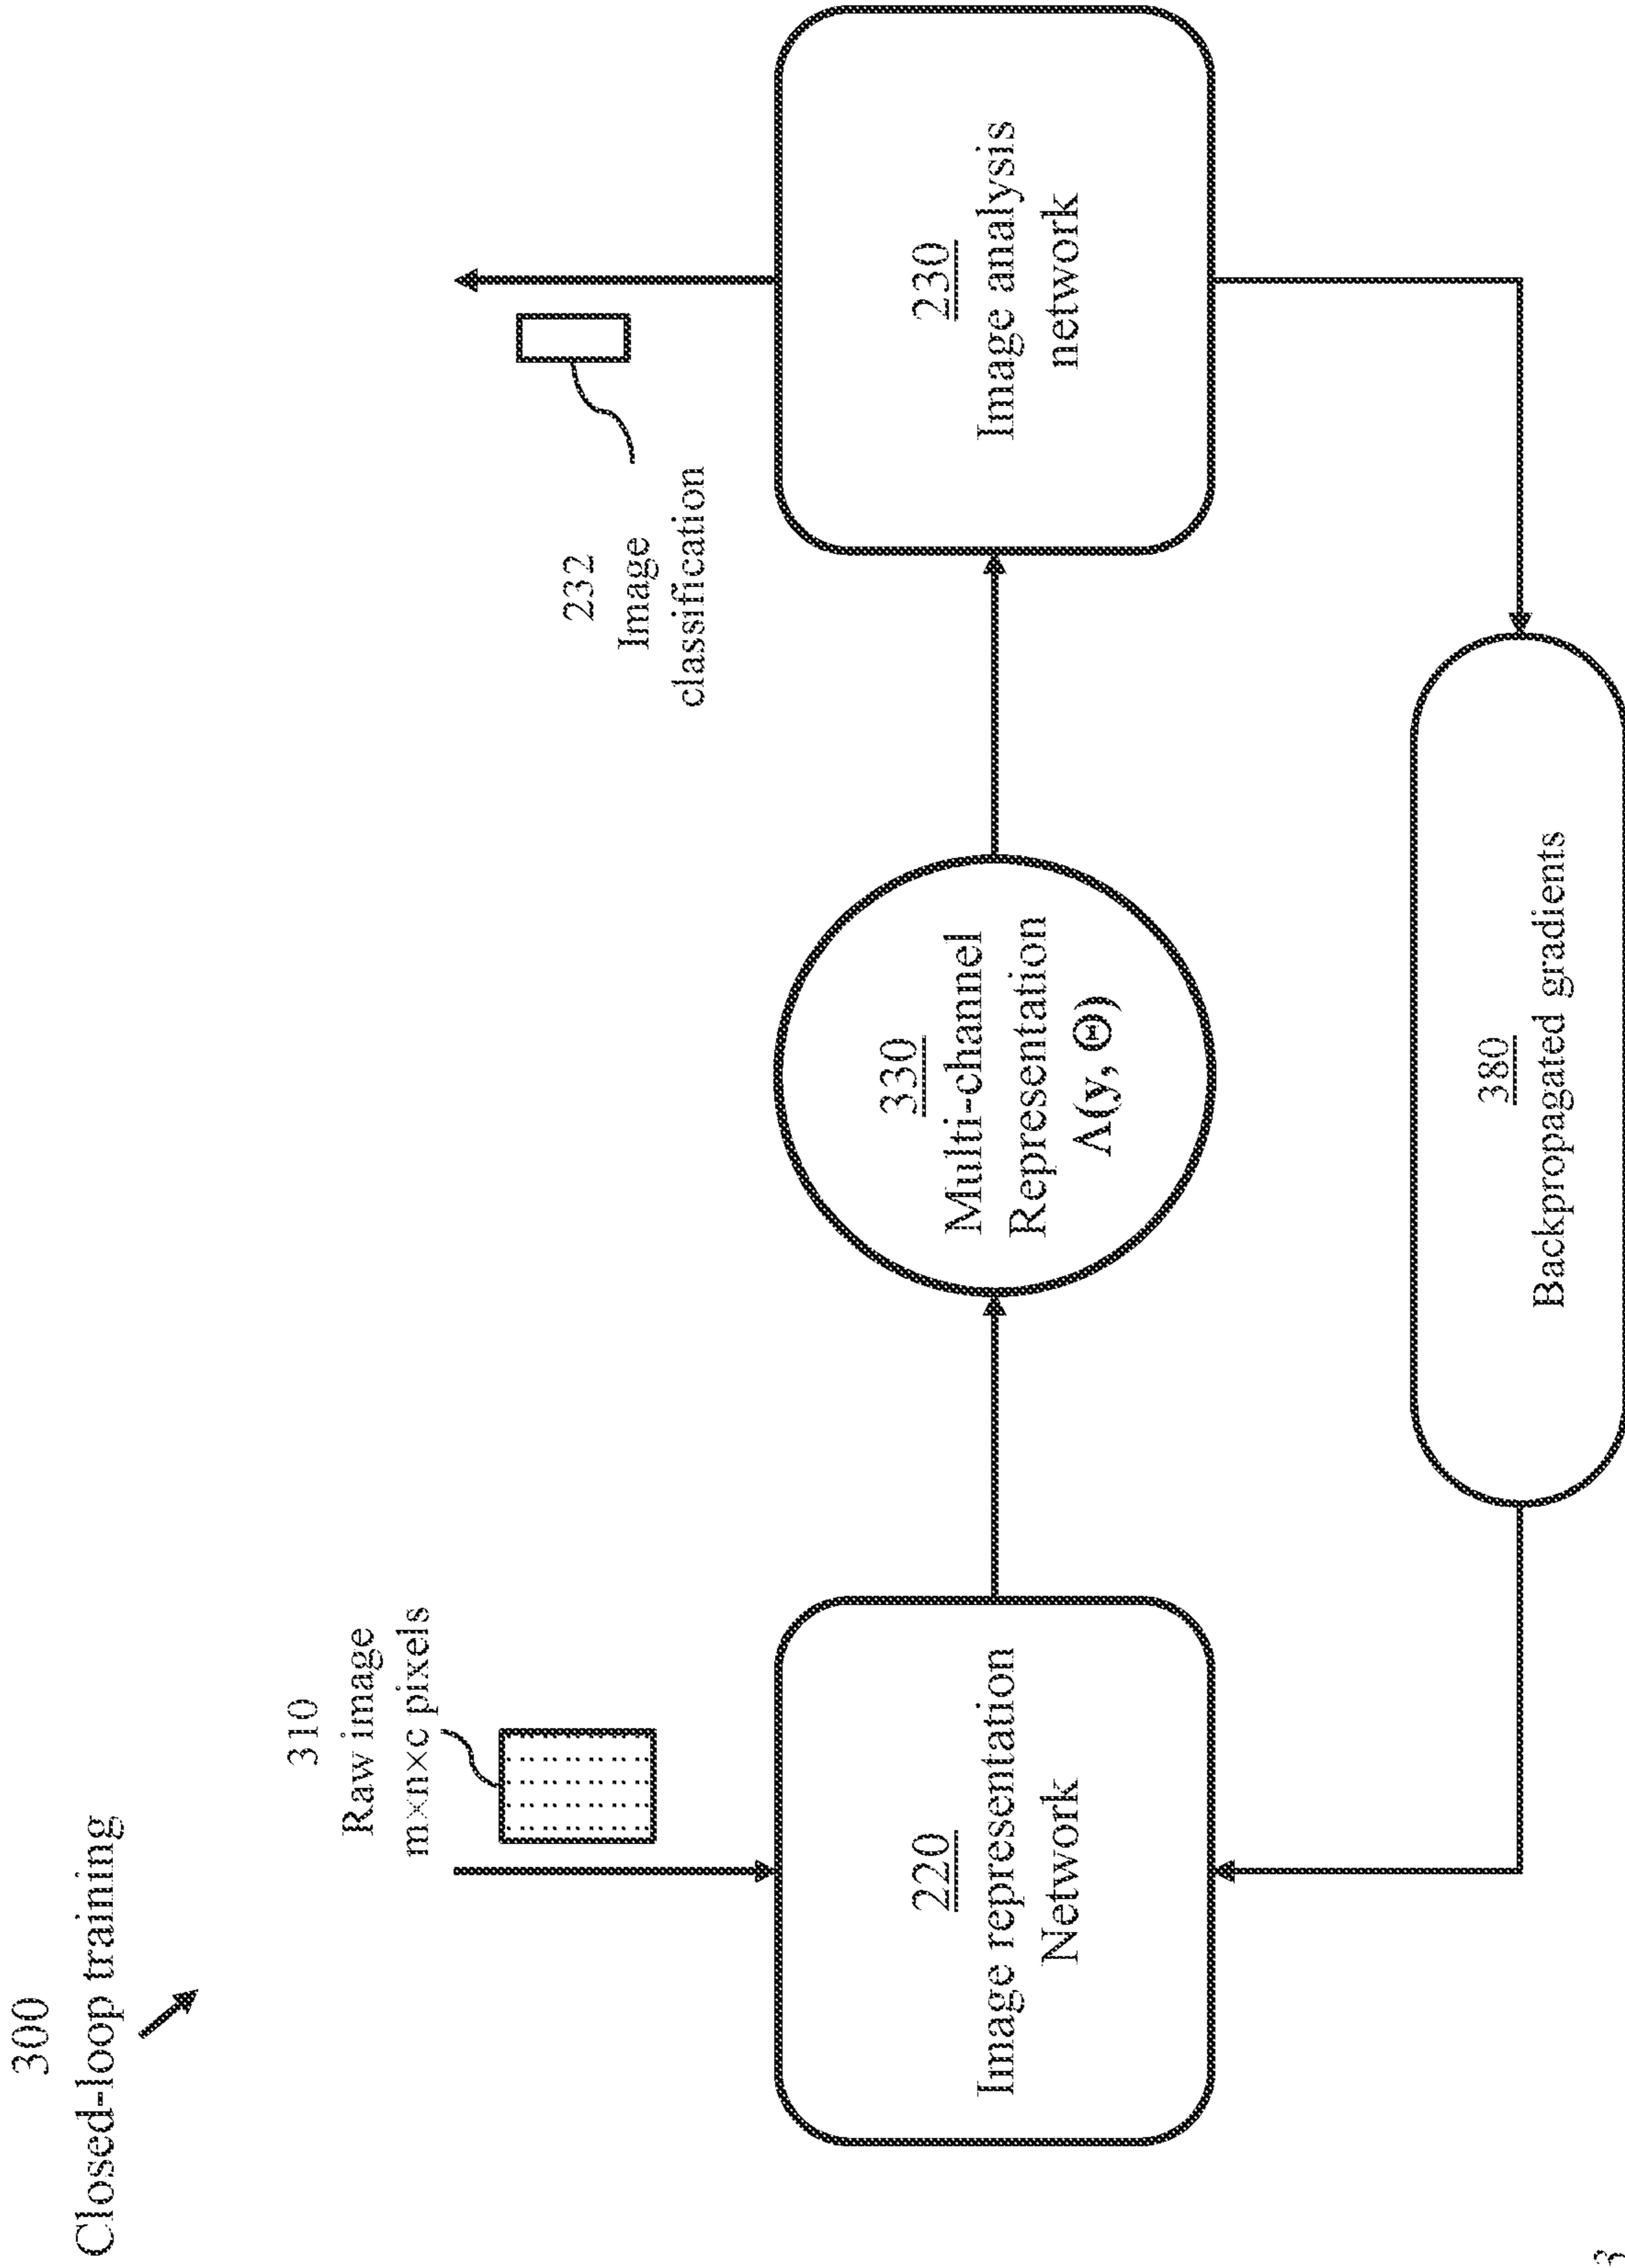 300
Closed-loop training
310
Raw image
m×n×c pixels
232
Image
classification
220
Image representation
Network
330
Multi-channel
Representation
Λ(y, Θ)
230
Image analysis
network
380
Backpropagated gradients
3